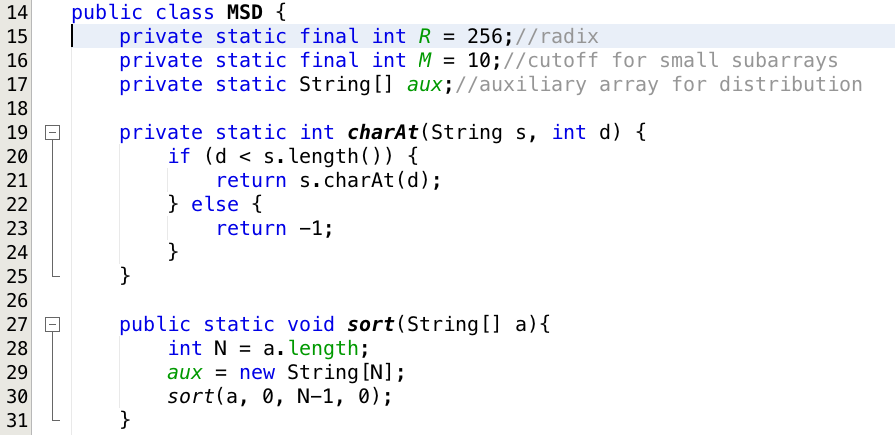 14 public class MSD {
15     private static final int R = 256;//radix
16     private static final int M = 10;//cutoff for small subarrays
17     private static String[] aux;//auxiliary array for distribution
18
19     private static int charAt(String s, int d) {
20         if (d < s.length()) {
21             return s.charAt(d);
22         } else {
23             return -1;
24         }
25     }
26
27     public static void sort(String[] a){
28         int N = a.length;
29         aux = new String[N];
30         sort(a, 0, N-1, 0);
31     }